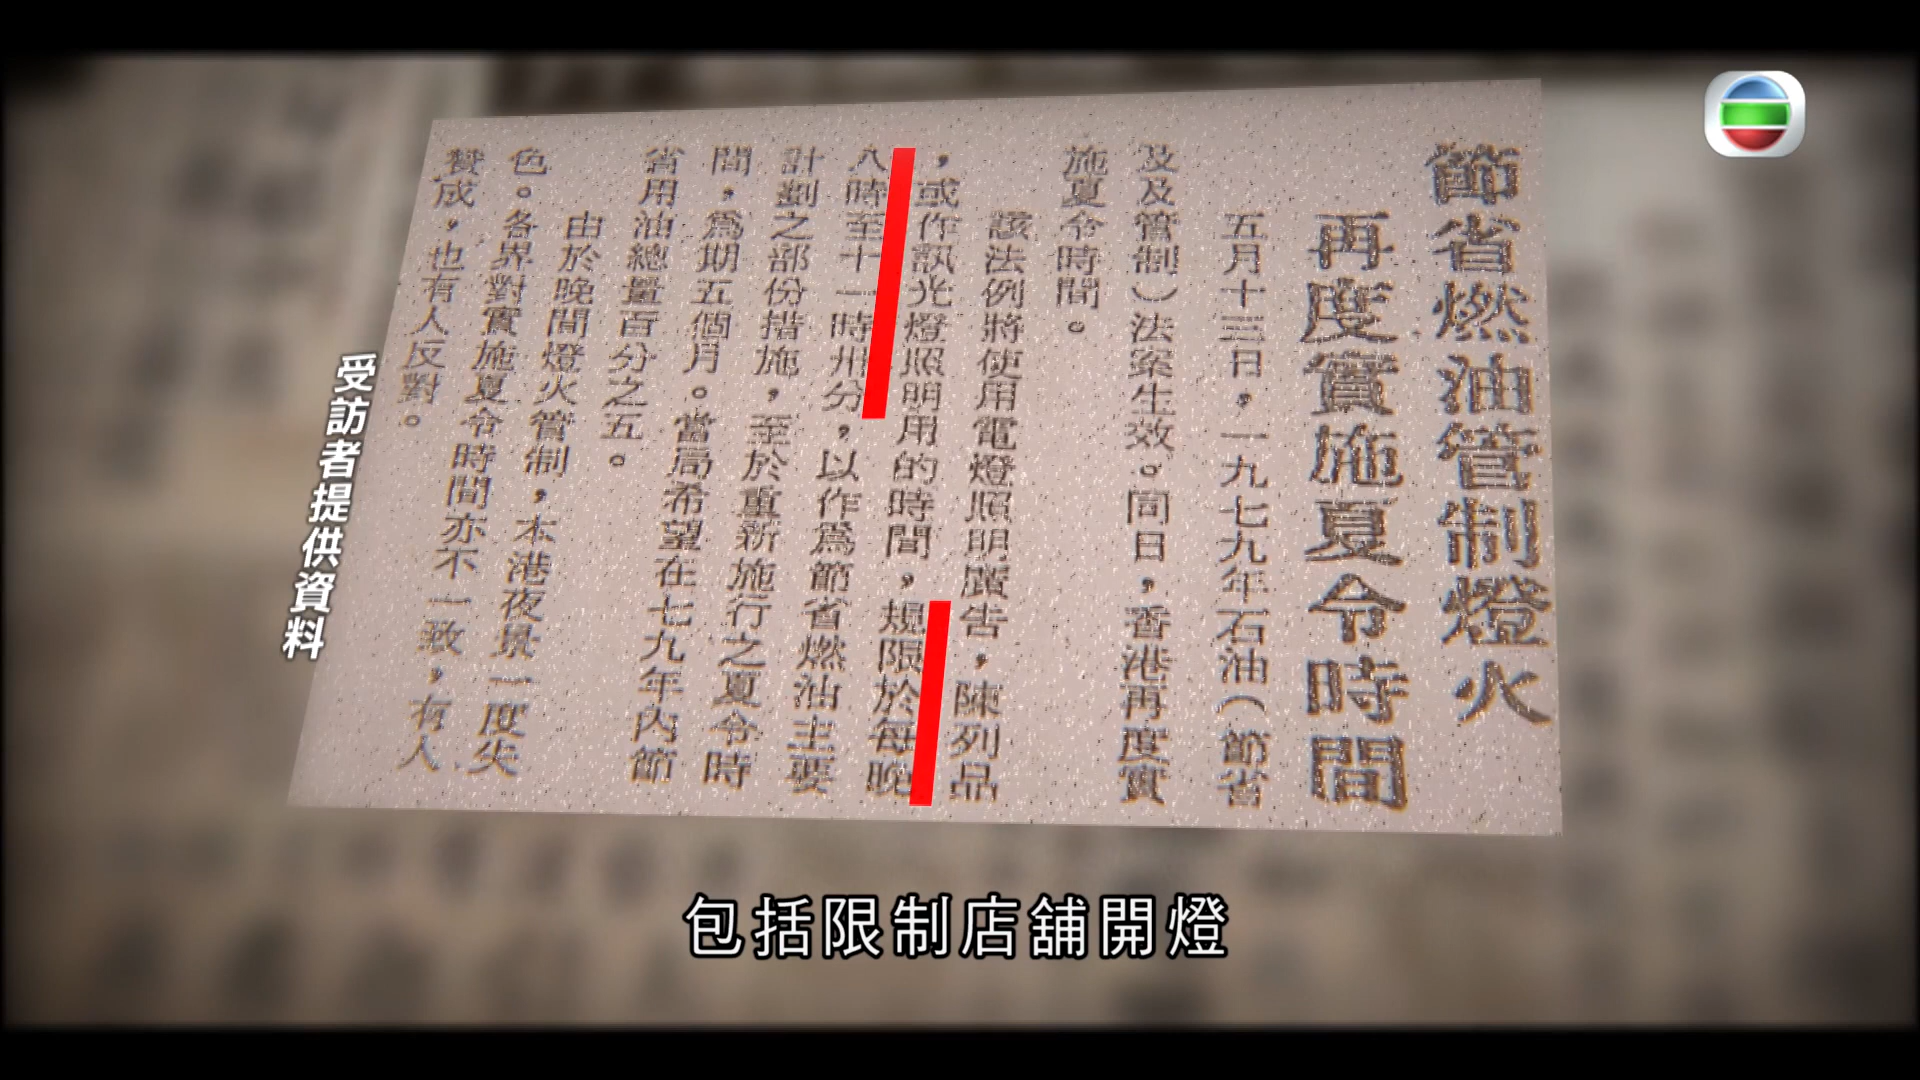 節省燃油管制燈火
再度實施夏令時間
五月十三日，一九七九年石油（節省
及管制）法案生效。同日，香港再度實
施夏令時間。
該法例將使用電燈照明廣告，陳列品
，或作訊光燈照明用的時間，規限於每晚
八時至十一時卅分，以作為節省燃油主要
計劃之部份措施，至於重新施行之夏令時
間，為期五個月。當局希望在七九年內節
省用油總量百分之五。
由於晚間燈火管制，本港夜景一度失
色。各界對實施夏令時間亦不一致，有人
贊成，也有人反對。
受訪者提供資料
包括限制店舖開燈